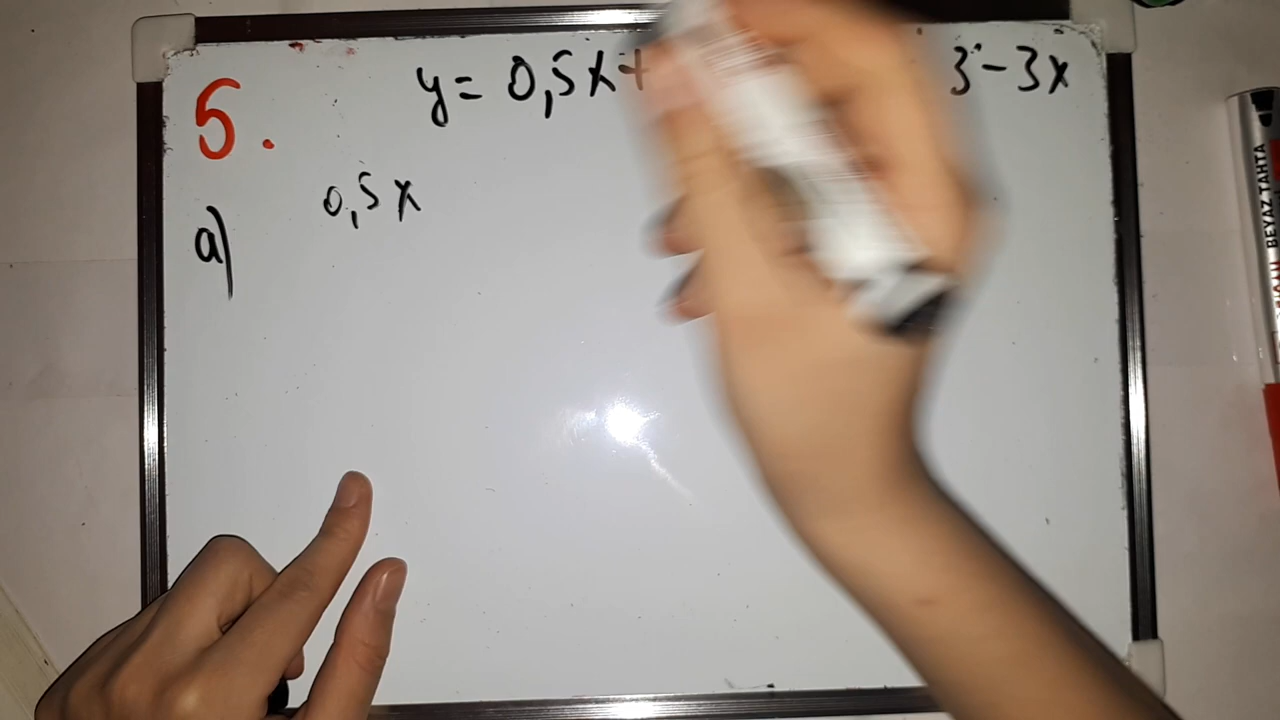 5. y = 0,5x + 3 - 3x
a) 0,5x
BEYAZ TAHTA